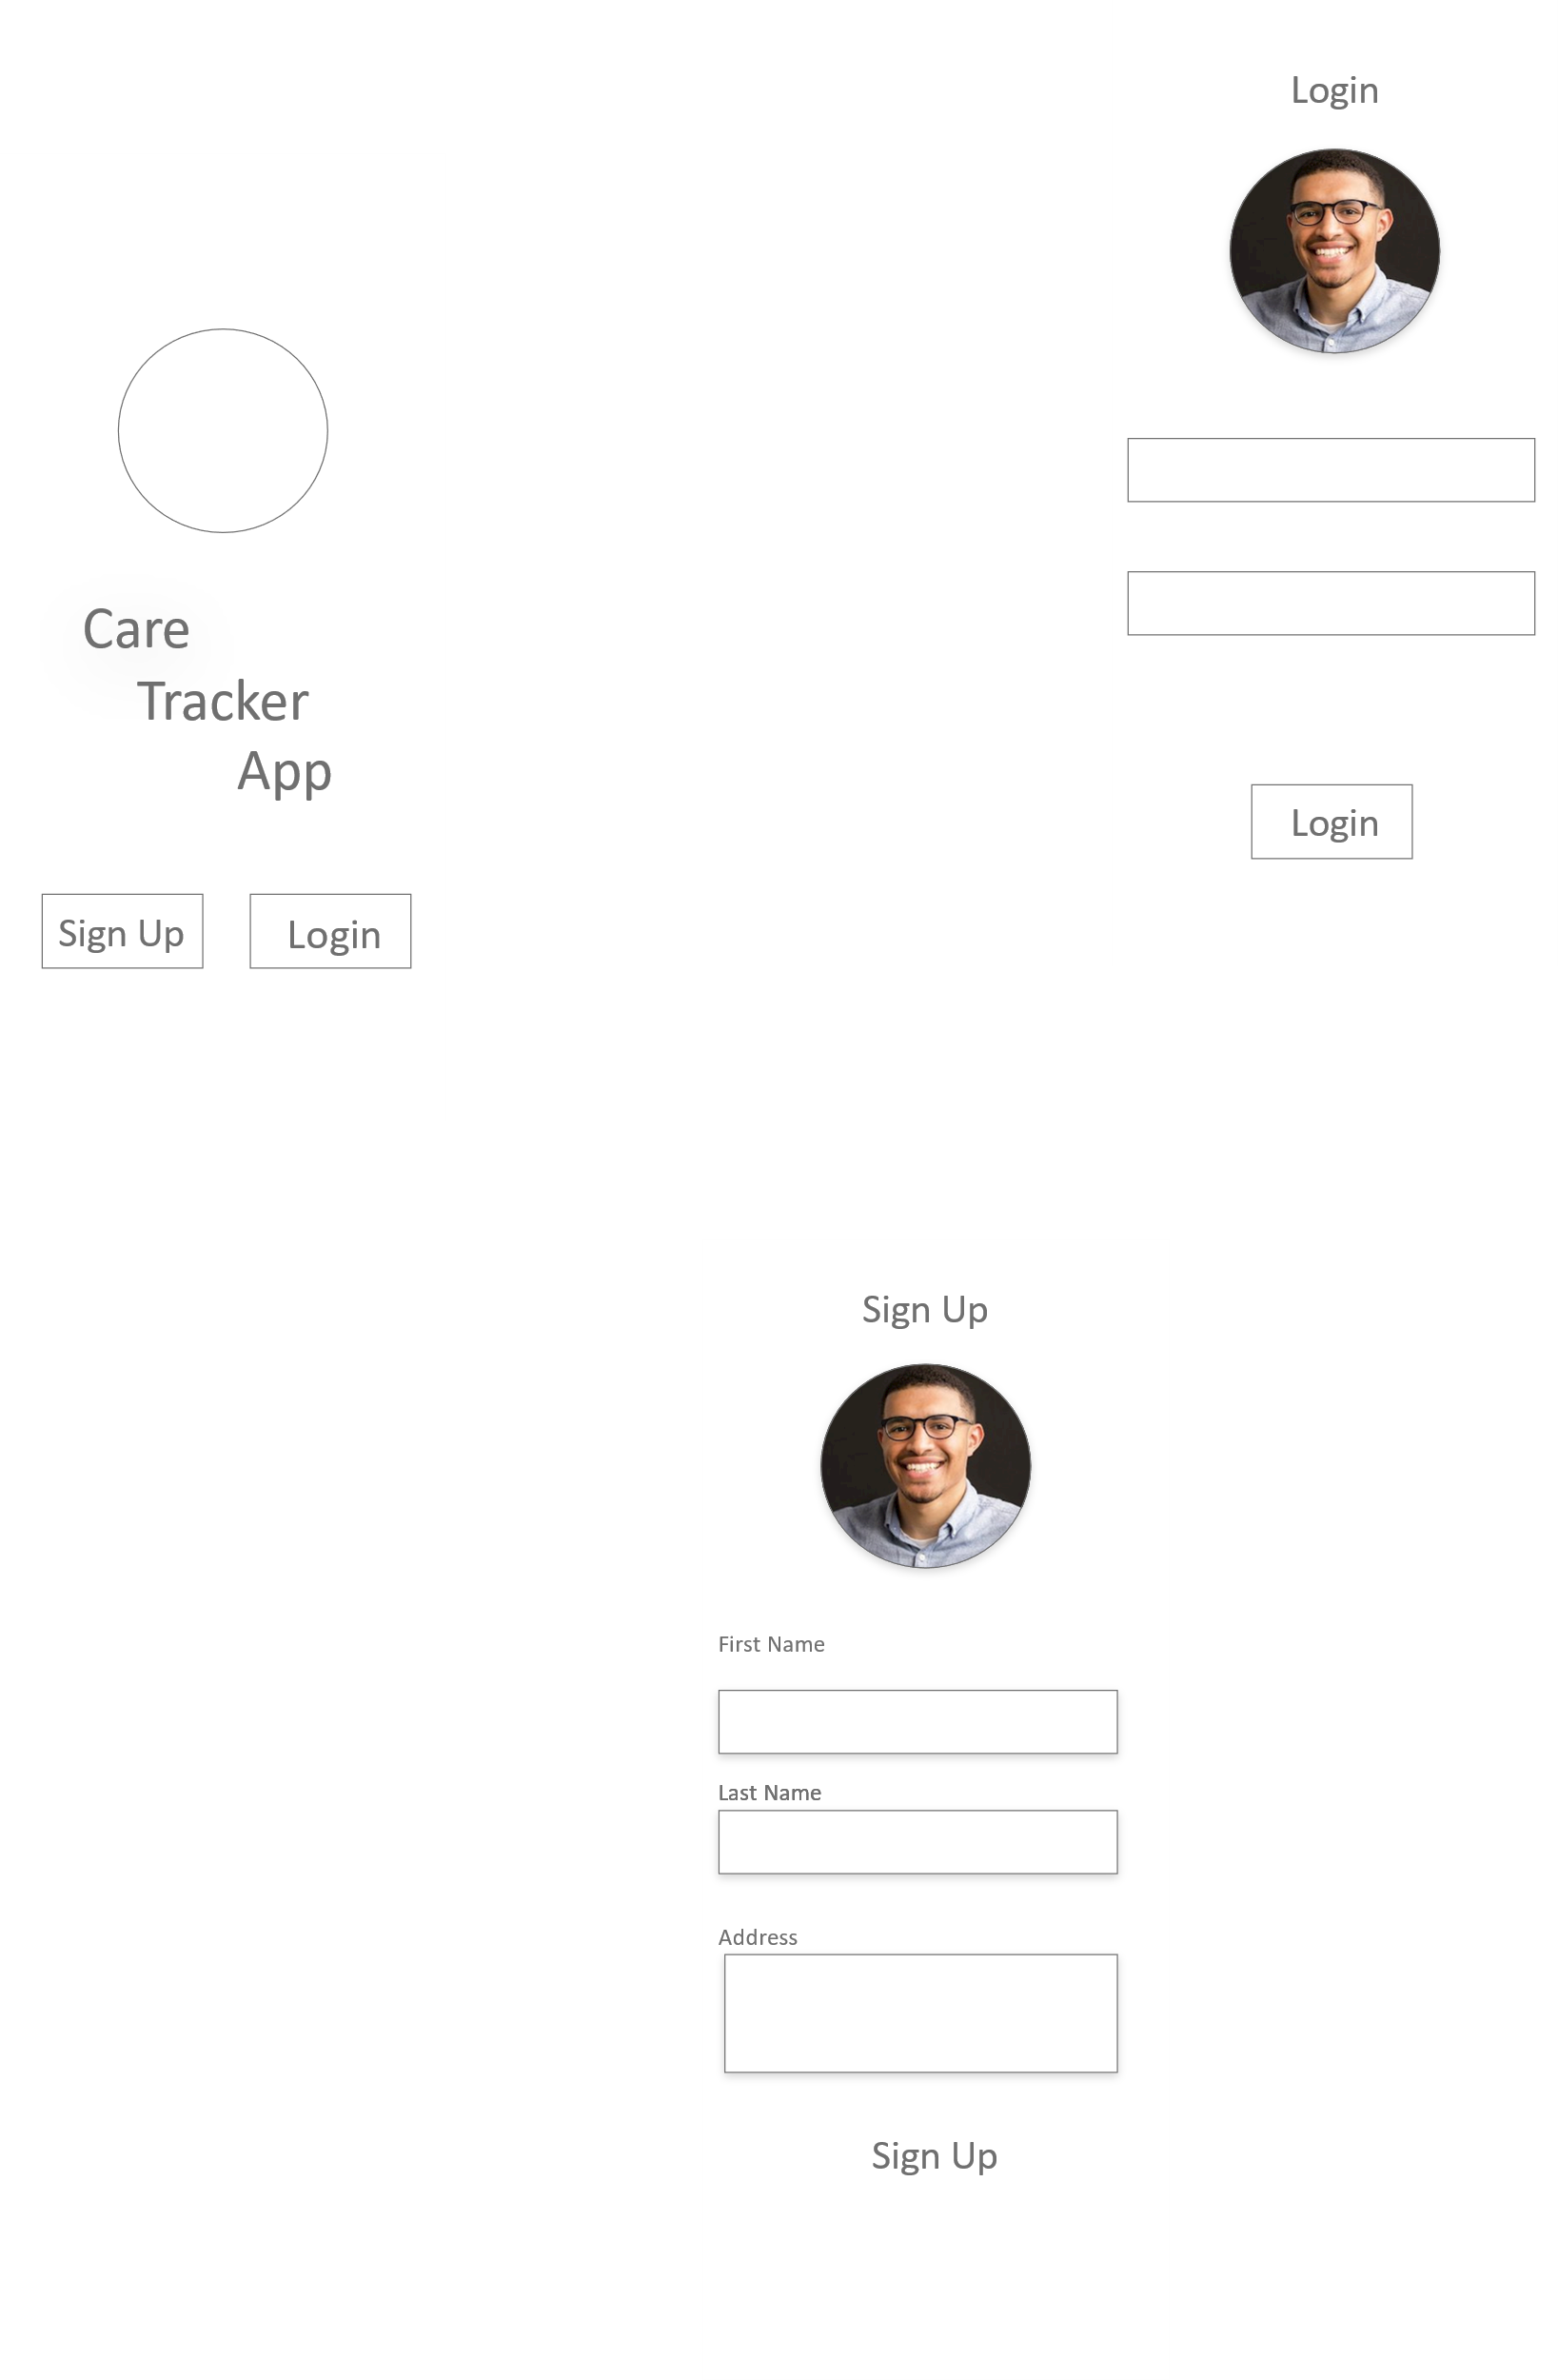 Login
Care
Tracker
App
Login
Sign Up
Login
Sign Up
First Name
Last Name
Address
Sign Up